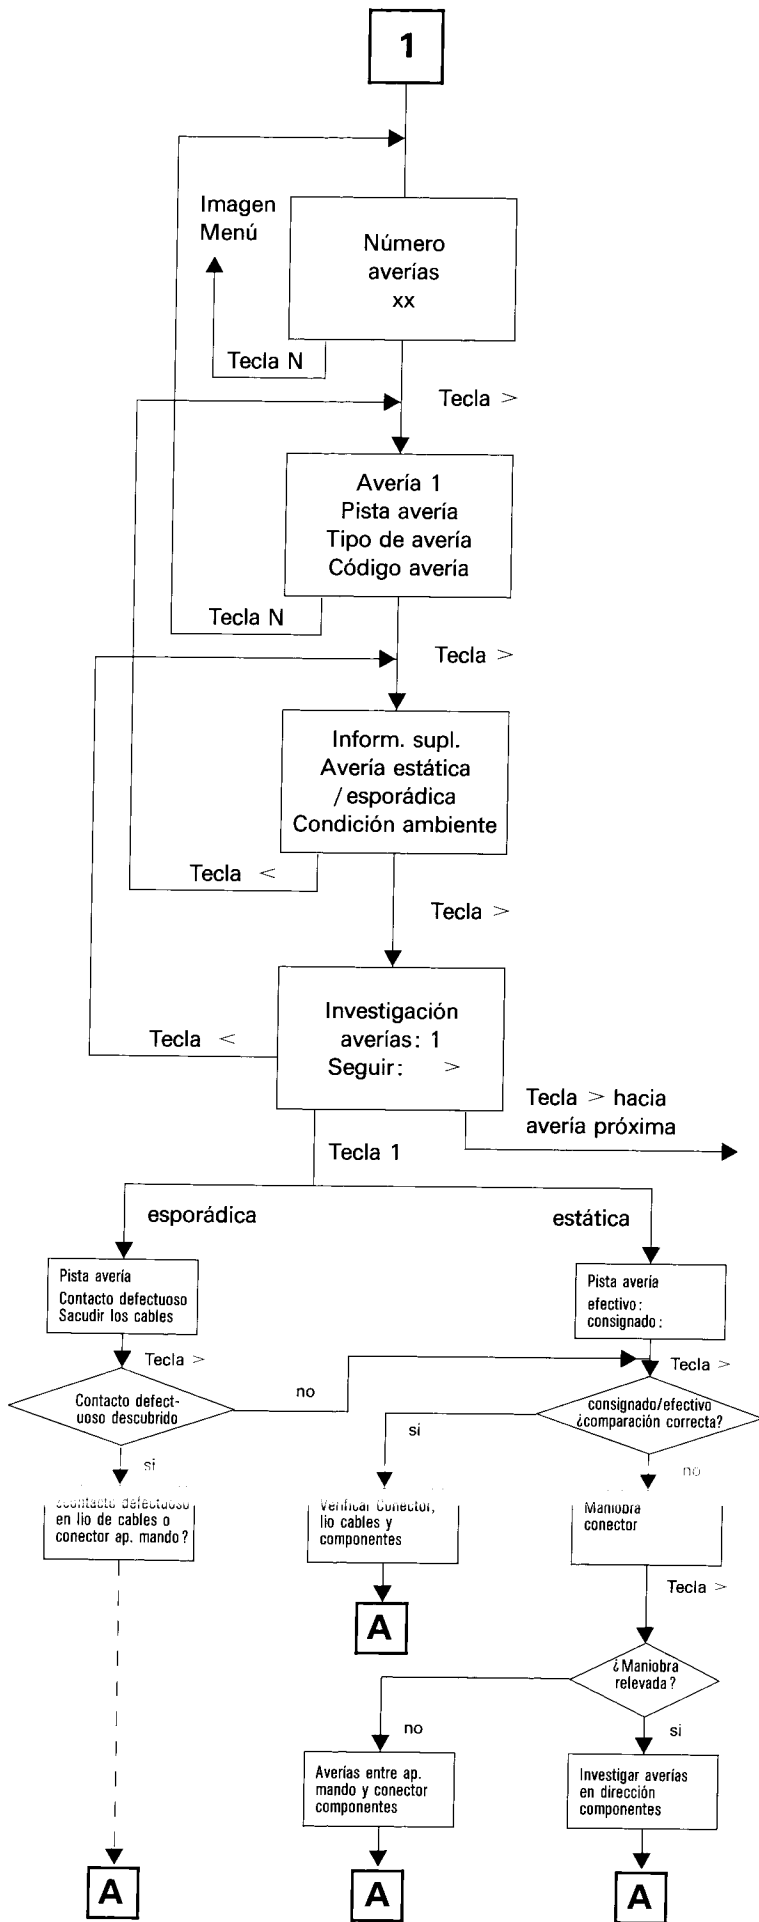 1
Imagen
Menú
Número
averías
xx
Tecla N
Tecla >
Avería 1
Pista avería
Tipo de avería
Código avería
Tecla N
Tecla >
Inform. supl.
Avería estática
/ esporádica
Condición ambiente
Tecla <
Tecla >
Investigación
averías: 1
Seguir: >
Tecla <
Tecla > hacia
avería próxima
Tecla 1
esporádica
estática
Pista avería
Contacto defectuoso
Sacudir los cables
Pista avería
efectivo:
consignado:
Tecla >
Tecla >
Contacto defect-
uoso descubrido
no
consignado/efectivo
¿comparación correcta?
si
si
no
¿contacto defectuoso
en lio de cables o
conector ap. mando?
Verificar Conector,
lio cables y
componentes
Maniobra
conector
Tecla >
A
¿Maniobra
relevada?
no
si
Averías entre ap.
mando y conector
componentes
Investigar averías
en dirección
componentes
A
A
A